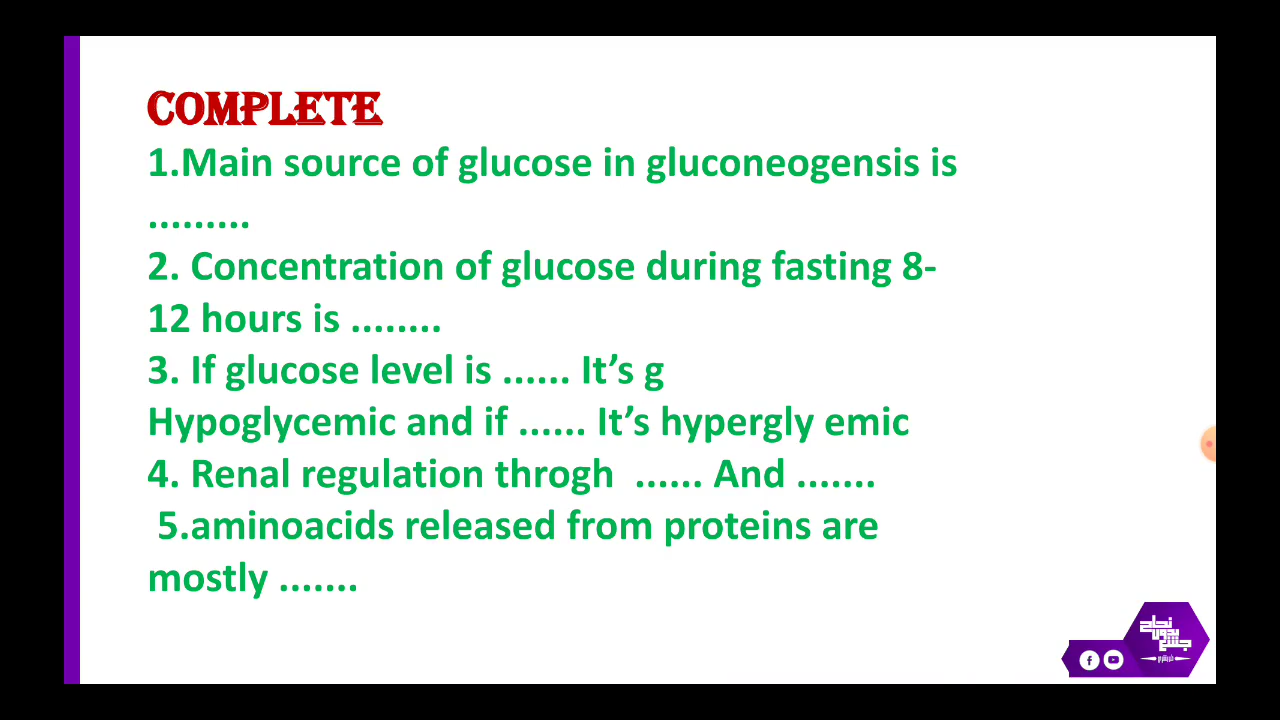 COMPLETE
1.Main source of glucose in gluconeogensis is
.........
2. Concentration of glucose during fasting 8-
12 hours is ........
3. If glucose level is ...... It’s g
Hypoglycemic and if ...... It’s hypergly emic
4. Renal regulation throgh  ...... And .......
5.aminoacids released from proteins are
mostly .......
نجاح
بدون